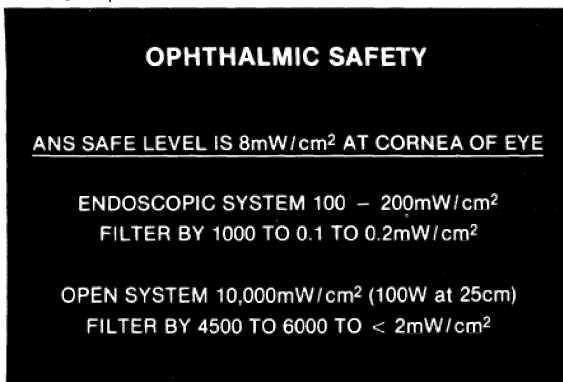 OPHTHALMIC SAFETY
ANS SAFE LEVEL IS 8mW/cm² AT CORNEA OF EYE
ENDOSCOPIC SYSTEM 100 – 200mW/cm²
FILTER BY 1000 TO 0.1 TO 0.2mW/cm²
OPEN SYSTEM 10,000mW/cm² (100W at 25cm)
FILTER BY 4500 TO 6000 TO < 2mW/cm²